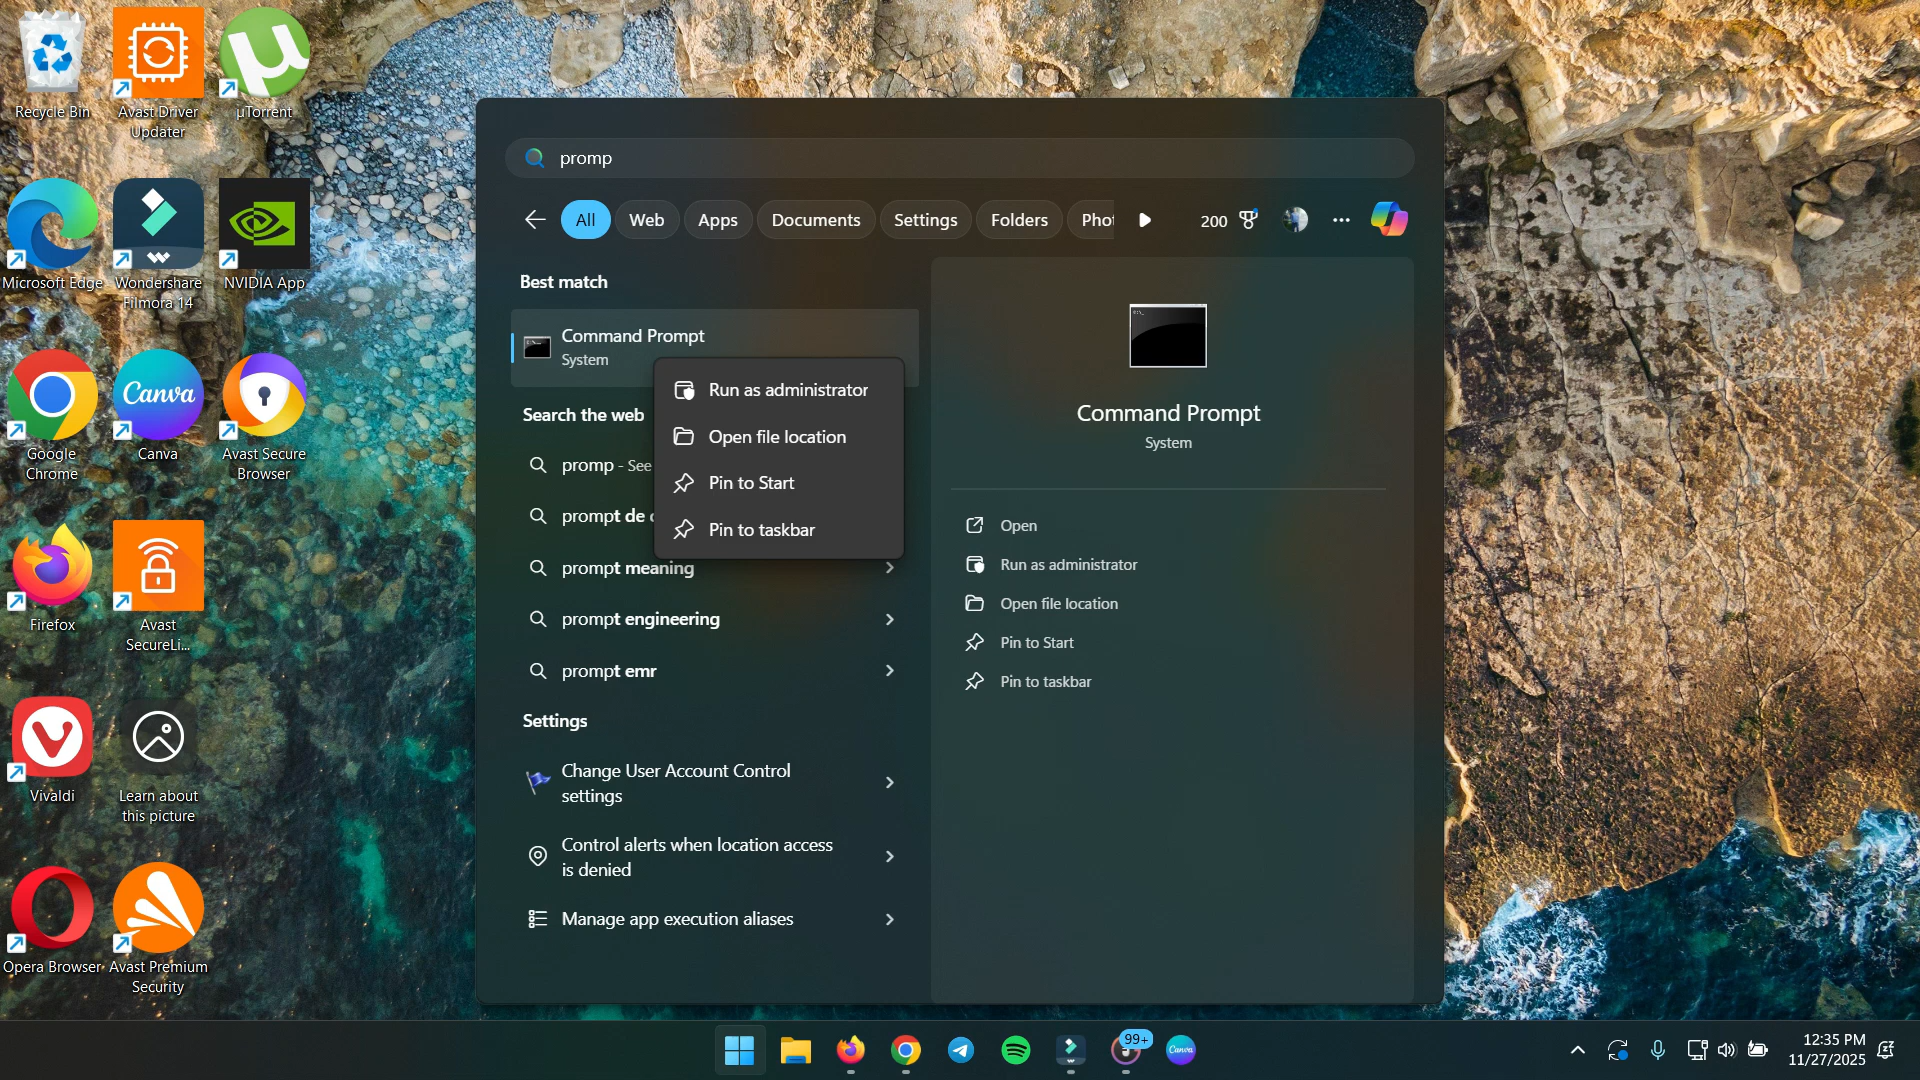 Recycle Bin
Avast Driver
Updater
µTorrent
Microsoft Edge
Wondershare
Filmora 14
NVIDIA App
Google
Chrome
Canva
Canva
Avast Secure
Browser
Firefox
Avast
SecureLi...
Vivaldi
Learn about
this picture
Opera Browser
Avast Premium
Security
promp
All
Web
Apps
Documents
Settings
Folders
Phot
200
Best match
Command Prompt
System
Run as administrator
Open file location
Pin to Start
Pin to taskbar
Search the web
promp - See
prompt de
prompt meaning
prompt engineering
prompt emr
Settings
Change User Account Control
settings
Control alerts when location access
is denied
Manage app execution aliases
Command Prompt
System
Open
Run as administrator
Open file location
Pin to Start
Pin to taskbar
99+
Canva
12:35 PM
11/27/2025